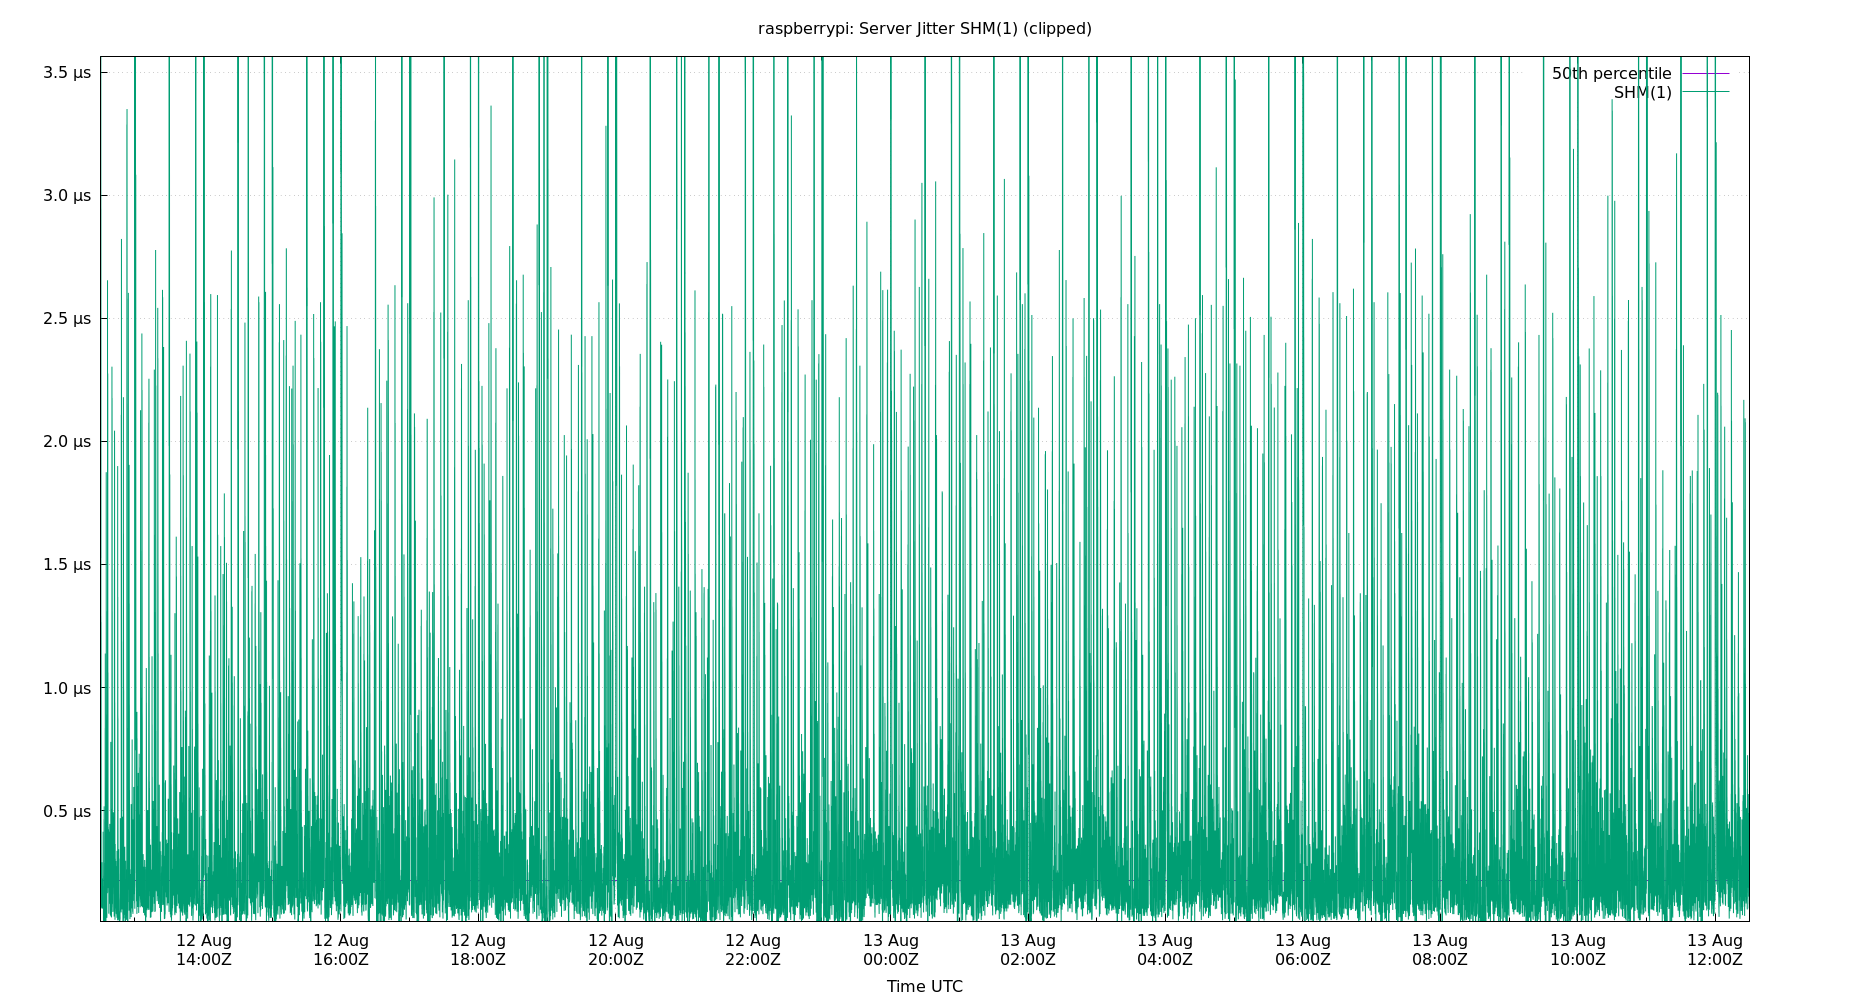 raspberrypi: Server Jitter SHM(1) (clipped)
3.5 µs
3.0 µs
2.5 µs
2.0 µs
1.5 µs
1.0 µs
0.5 µs
50th percentile
SHM(1)
12 Aug 12 Aug 12 Aug 12 Aug 12 Aug 13 Aug 13 Aug 13 Aug 13 Aug 13 Aug 13 Aug 13 Aug
14:00Z 16:00Z 18:00Z 20:00Z 22:00Z 00:00Z 02:00Z 04:00Z 06:00Z 08:00Z 10:00Z 12:00Z
Time UTC